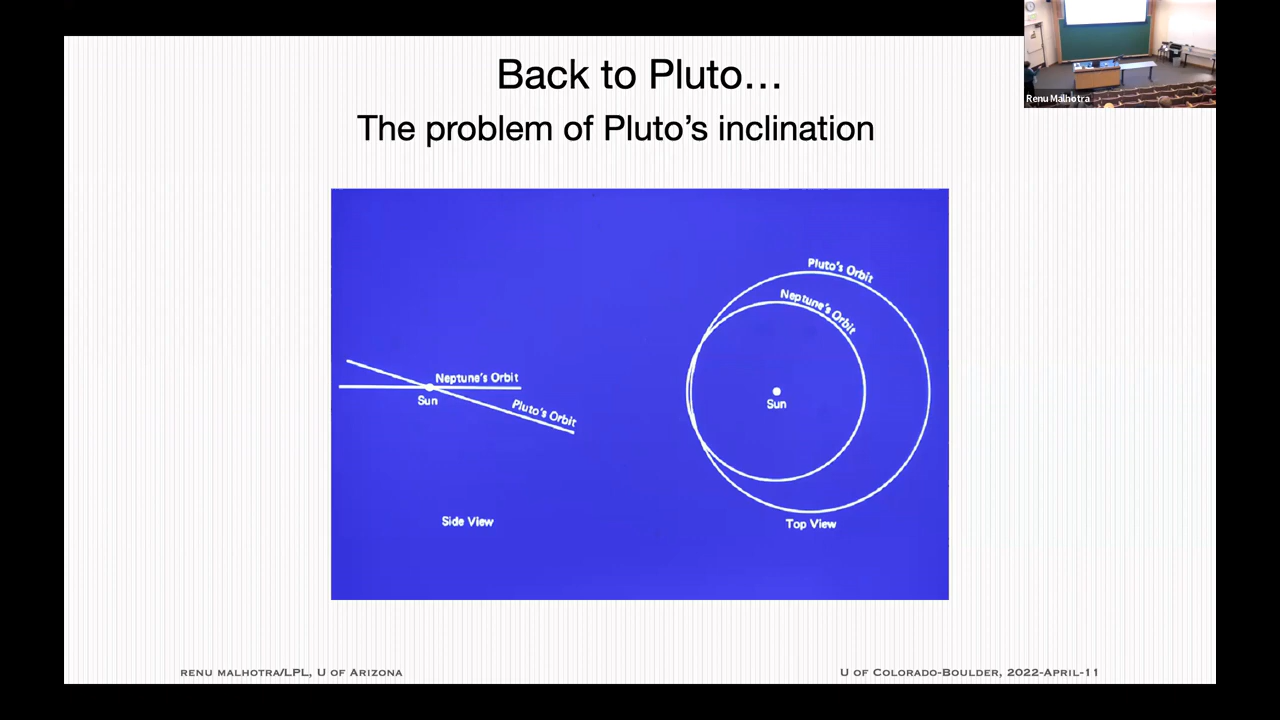 Back to Pluto...
The problem of Pluto's inclination
Renu Malhotra
Neptune's Orbit
Sun
Pluto's Orbit
Side View
Pluto's Orbit
Neptune's Orbit
Sun
Top View
RENU MALHOTRA/LPL, U OF ARIZONA
U OF COLORADO-BOULDER, 2022-APRIL-11